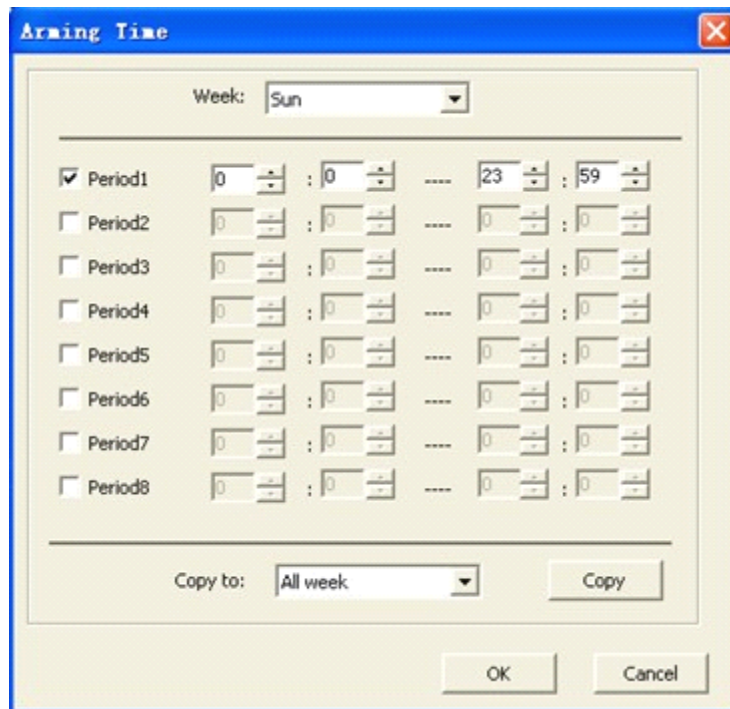 Arming Time
Week: Sun
Period1 0 : 0 ---- 23 : 59
Period2 0 : 0 ---- 0 : 0
Period3 0 : 0 ---- 0 : 0
Period4 0 : 0 ---- 0 : 0
Period5 0 : 0 ---- 0 : 0
Period6 0 : 0 ---- 0 : 0
Period7 0 : 0 ---- 0 : 0
Period8 0 : 0 ---- 0 : 0
Copy to: All week Copy
OK Cancel